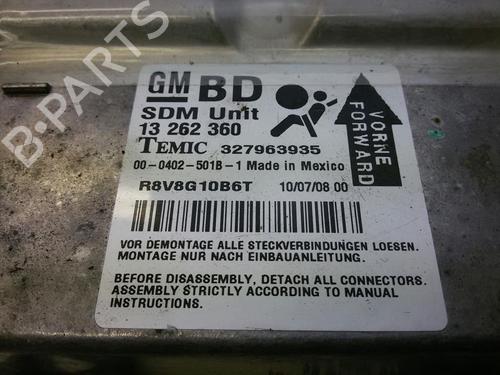 GM BD
SDM Unit
13 262 360
TEMIC 327963935
00-0402-501B-1 Made in Mexico
R8V8G10B6T 10/07/08 00
VORNE
FORWARD
VOR DEMONTAGE ALLE STECKVERBINDUNGEN LOESEN.
MONTAGE NUR NACH EINBAUANLEITUNG.
BEFORE DISASSEMBLY, DETACH ALL CONNECTORS.
ASSEMBLY STRICTLY ACCORDING TO MANUAL
INSTRUCTIONS.
B-PARTS